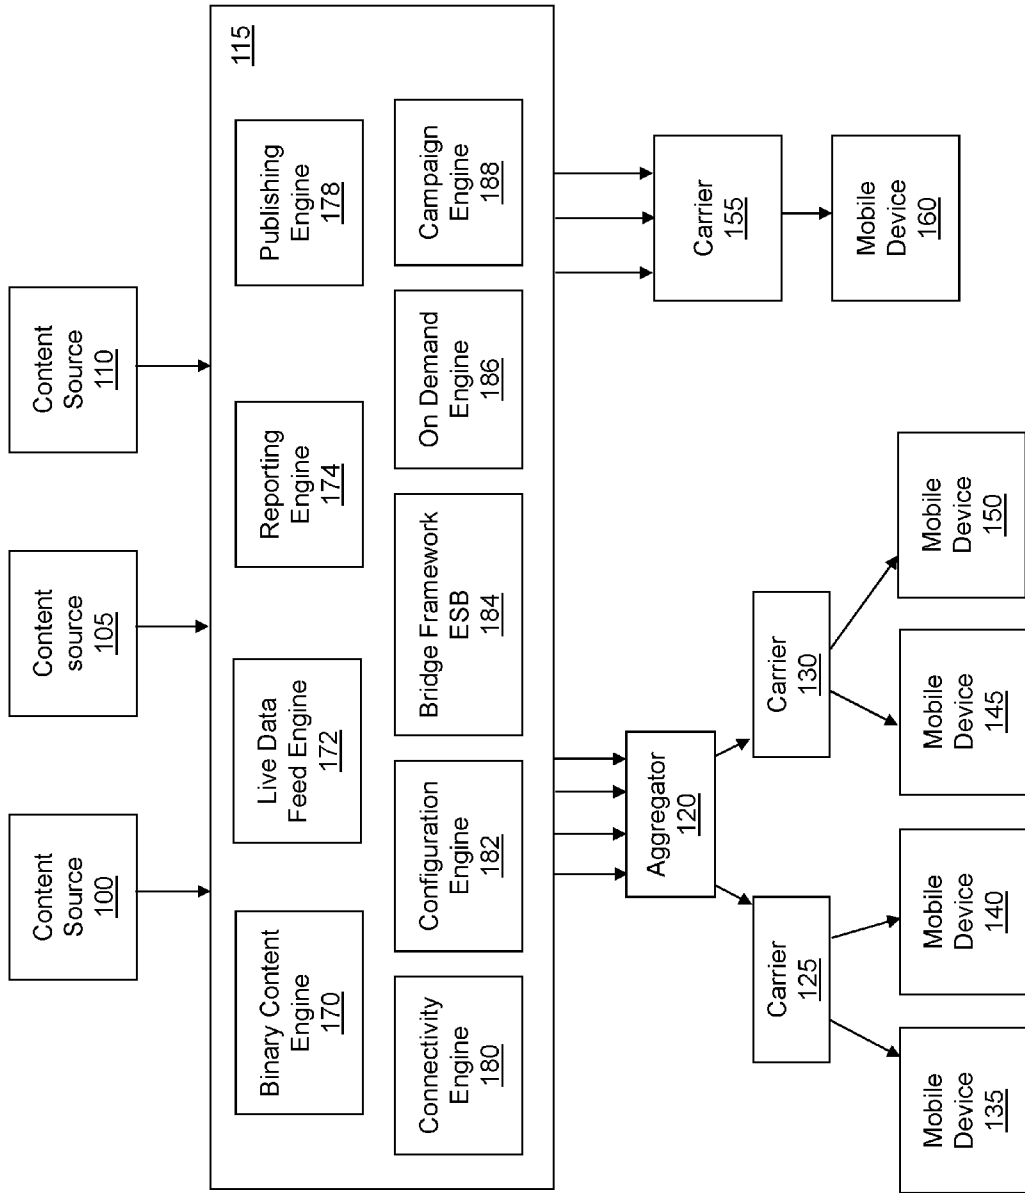 Content
Source
100
Content
source
105
Content
Source
110
115
Binary Content
Engine
170
Live Data
Feed Engine
172
Reporting
Engine
174
Publishing
Engine
178
Connectivity
Engine
180
Configuration
Engine
182
Bridge Framework
ESB
184
On Demand
Engine
186
Campaign
Engine
188
Aggregator
120
Carrier
155
Carrier
125
Carrier
130
Mobile
Device
160
Mobile
Device
135
Mobile
Device
140
Mobile
Device
145
Mobile
Device
150